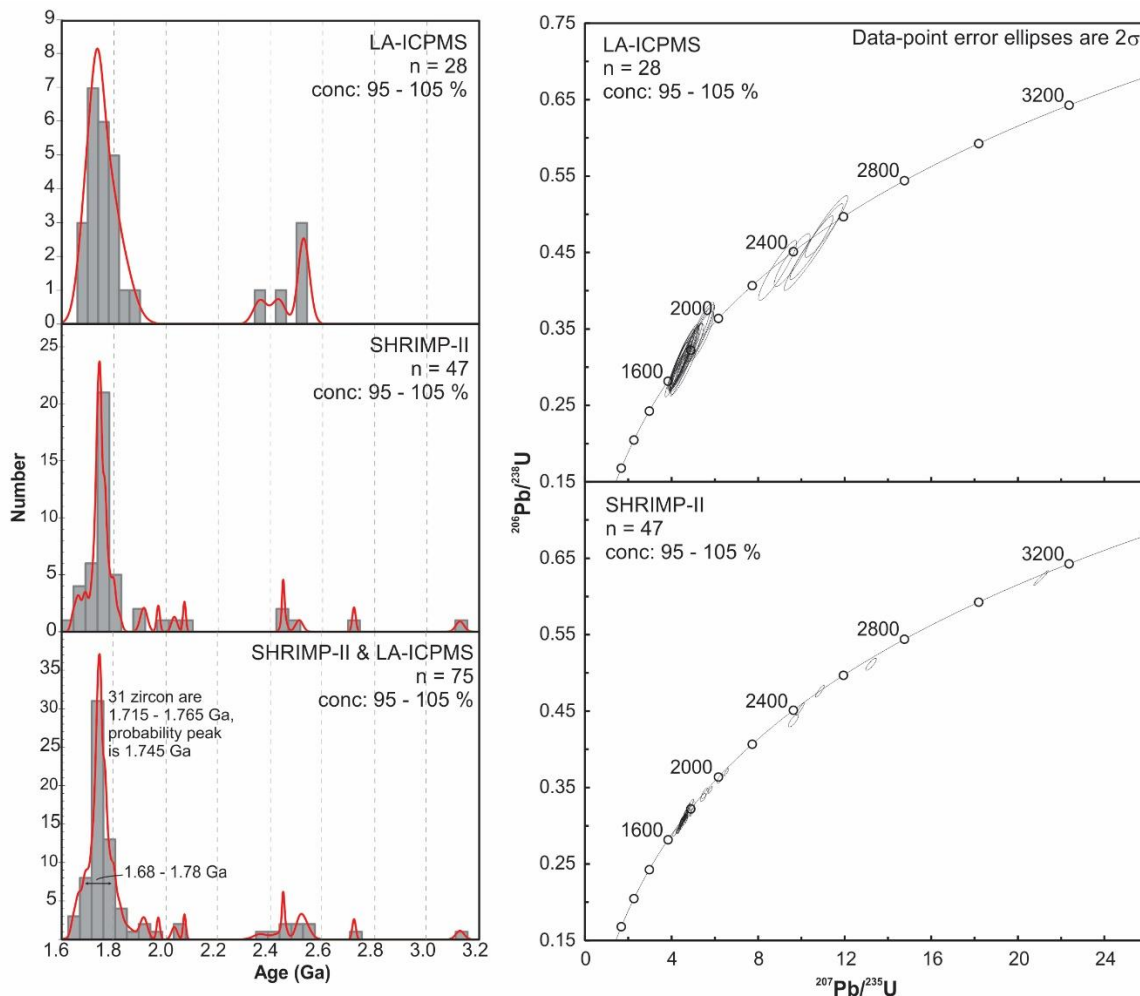 LA-ICPMS
n = 28
conc: 95 - 105 %
9
8
7
6
5
4
3
2
1
0
SHRIMP-II
n = 47
conc: 95 - 105 %
25
20
15
10
5
0
Number
SHRIMP-II & LA-ICPMS
n = 75
conc: 95 - 105 %
31 zircon are
1.715 - 1.765 Ga,
probability peak
is 1.745 Ga
1.68 - 1.78 Ga
35
30
25
20
15
10
5
0
1.6 1.8 2.0 2.2 2.4 2.6 2.8 3.0 3.2
Age (Ga)
LA-ICPMS
n = 28
conc: 95 - 105 %
Data-point error ellipses are 2σ
3200
2800
2400
2000
1600
0.75
0.65
0.55
0.45
0.35
0.25
0.15
²⁰⁶Pb/²³⁸U
SHRIMP-II
n = 47
conc: 95 - 105 %
3200
2800
2400
2000
1600
0.65
0.55
0.45
0.35
0.25
0.15
0 4 8 12 16 20 24
²⁰⁷Pb/²³⁵U